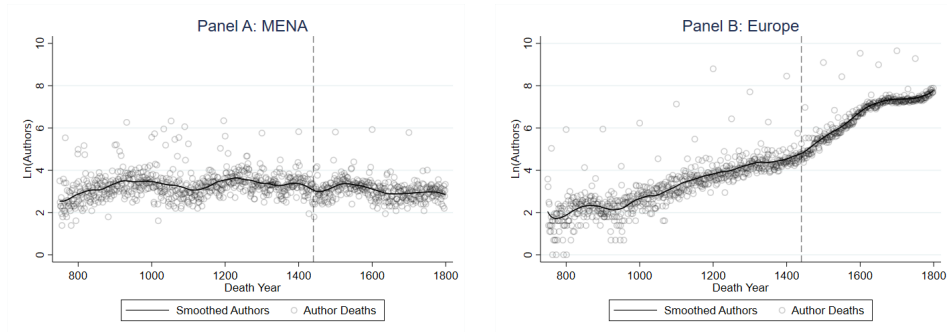 Panel A: MENA
Ln(Authors)
10
8
6
4
2
0
800 1000 1200 1400 1600 1800
Death Year
Smoothed Authors Author Deaths
Panel B: Europe
Ln(Authors)
10
8
6
4
2
0
800 1000 1200 1400 1600 1800
Death Year
Smoothed Authors Author Deaths